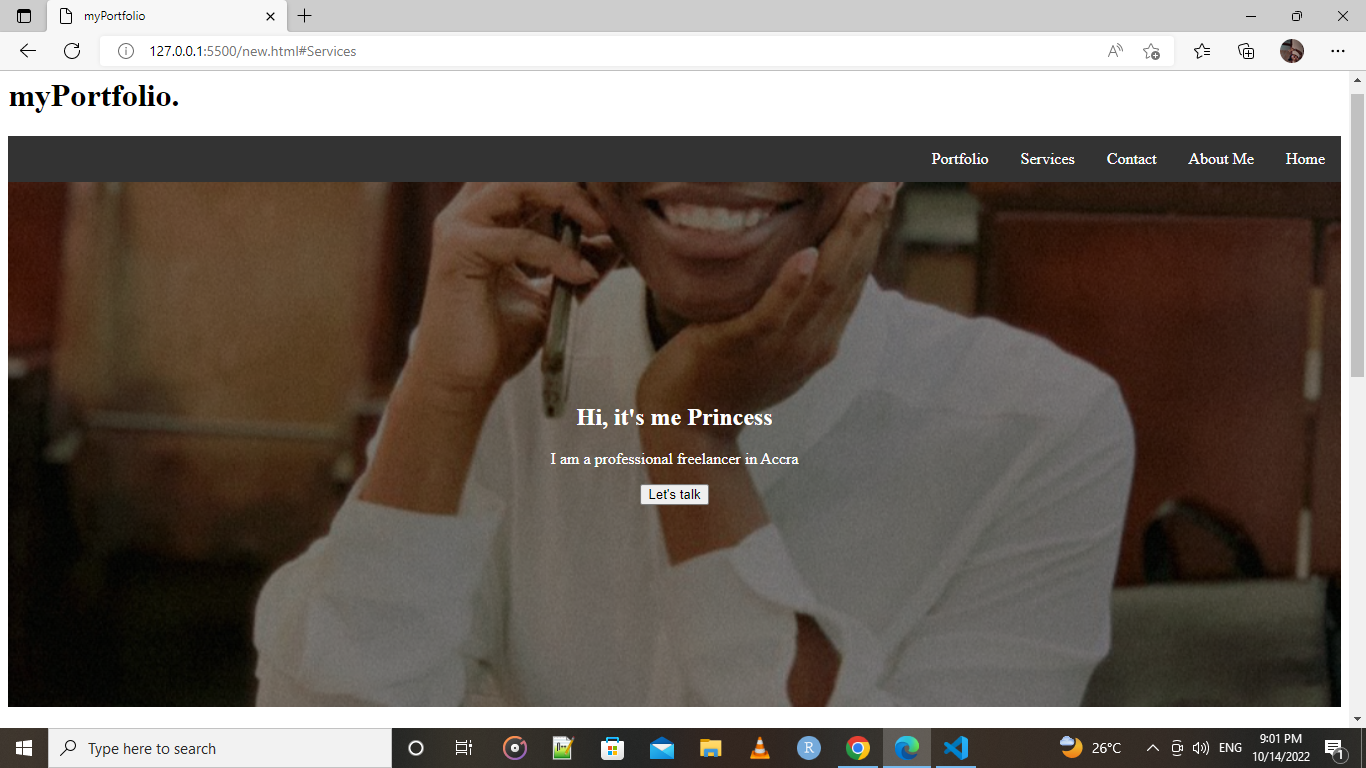 myPortfolio
127.0.0.1:5500/new.html#Services
myPortfolio.
Portfolio Services Contact About Me Home
Hi, it's me Princess
I am a professional freelancer in Accra
Let's talk
Type here to search
R
26°C
ENG
9:01 PM
10/14/2022
1